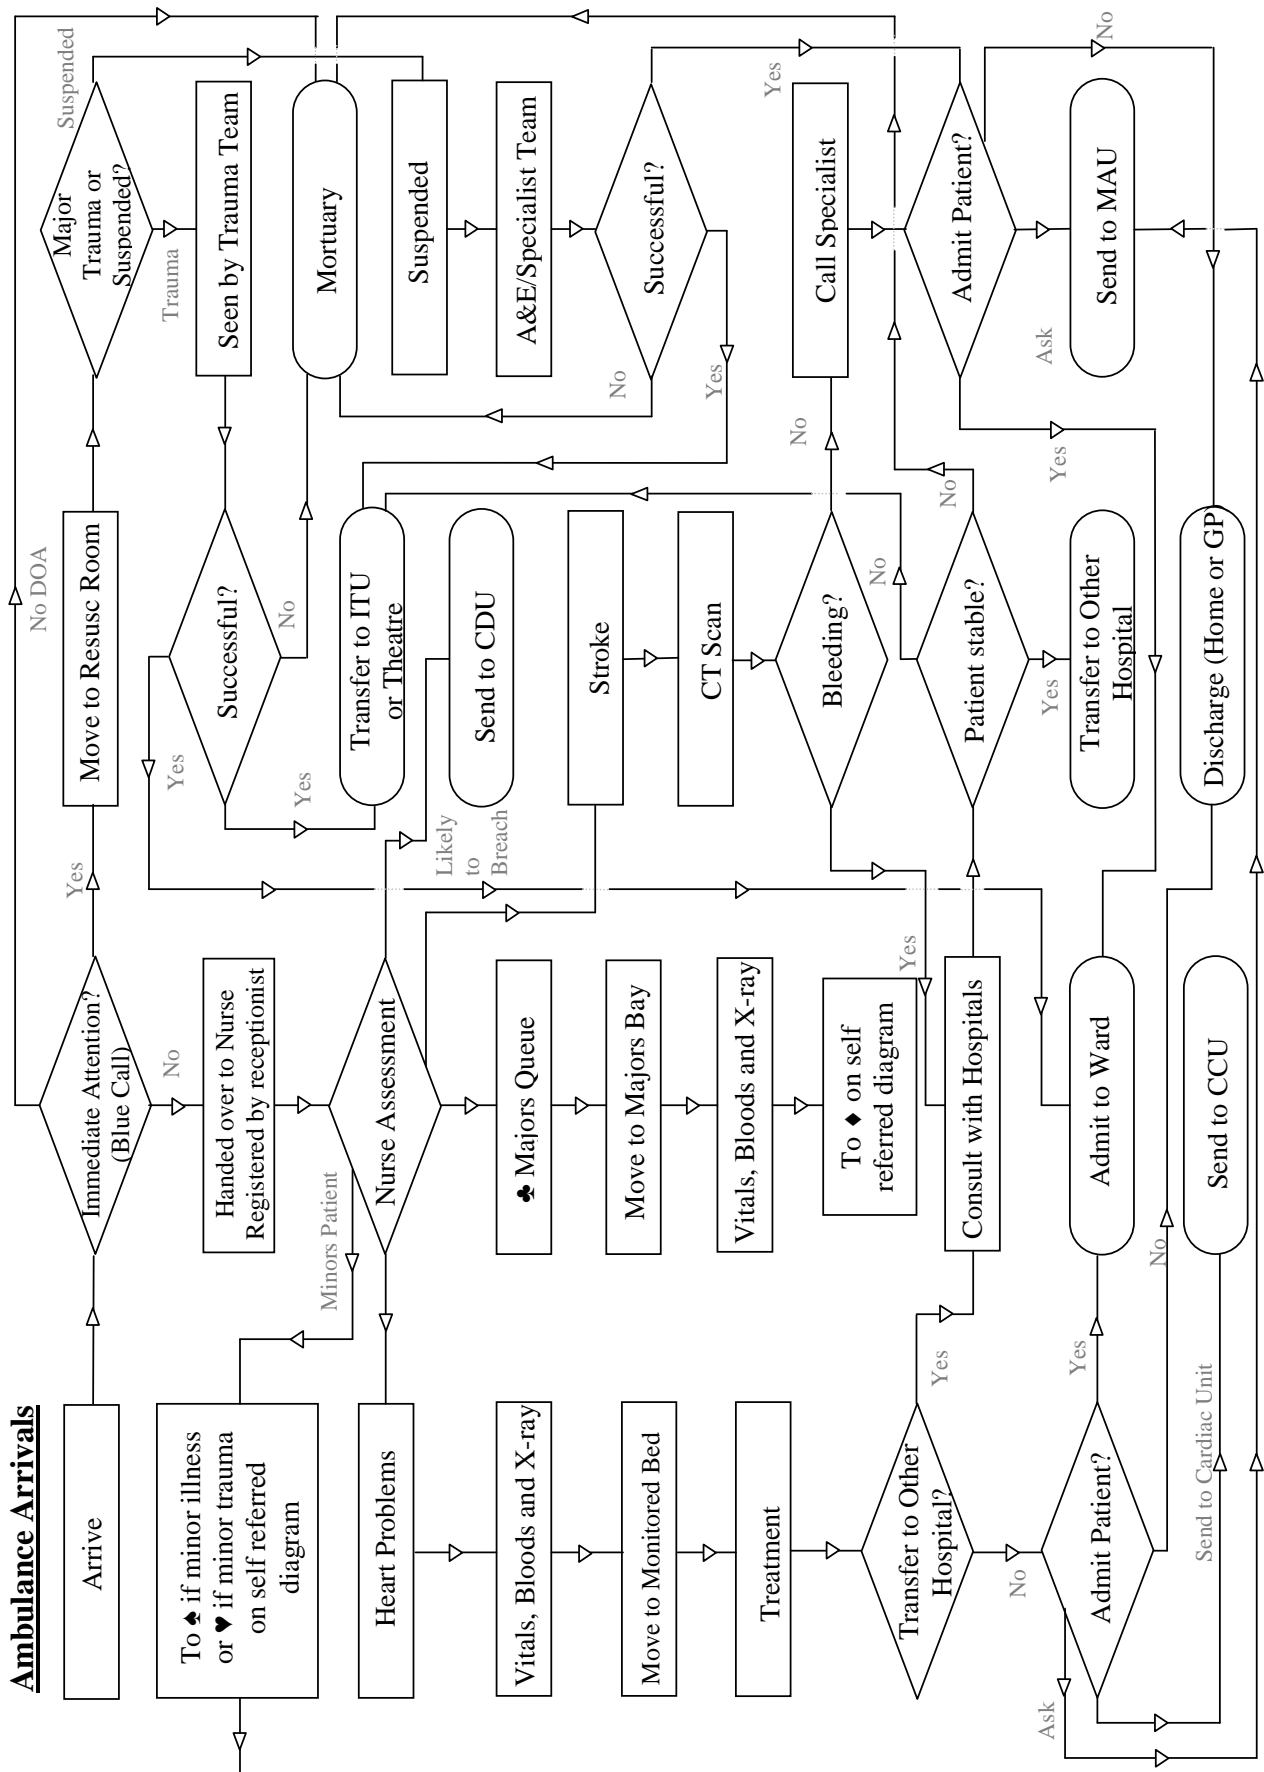 Ambulance Arrivals
Arrive
Immediate Attention?
(Blue Call)
Yes
Move to Resusc Room
No DOA
Major
Trauma or
Suspended?
Suspended
To ♠ if minor illness
or ♥ if minor trauma
on self referred
diagram
No
Handed over to Nurse
Registered by receptionist
Yes
Successful?
No
Yes
Trauma
Seen by Trauma Team
Mortuary
Minors Patient
Heart Problems
Nurse Assessment
Likely
to
Breach
Transfer to ITU
or Theatre
Send to CDU
Suspended
Vitals, Bloods and X-ray
♣ Majors Queue
A&E/Specialist Team
Move to Monitored Bed
Move to Majors Bay
Stroke
Successful?
No
Yes
Yes
Treatment
Vitals, Bloods and X-ray
CT Scan
To ♦ on self
referred diagram
Yes
Bleeding?
No
No
Call Specialist
Transfer to Other
Hospital?
Yes
No
Consult with Hospitals
Patient stable?
No
Yes
Admit Patient?
Yes
No
Ask
Admit Patient?
Ask
Yes
No
Send to Cardiac Unit
Admit to Ward
Transfer to Other
Hospital
Send to MAU
Send to CCU
Discharge (Home or GP)